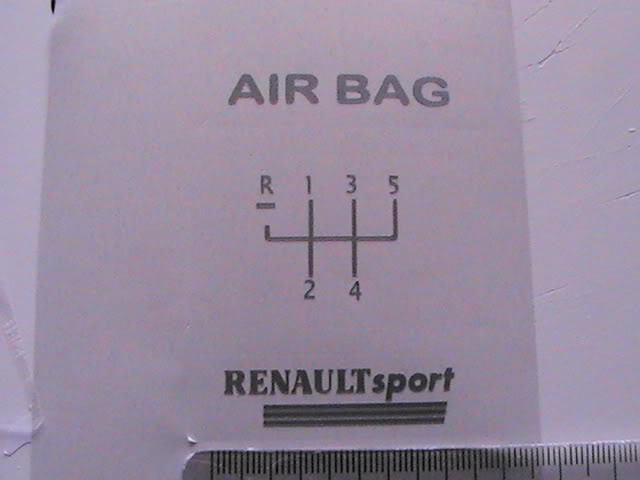 AIR BAG
R 1 3 5
2 4
RENAULTsport